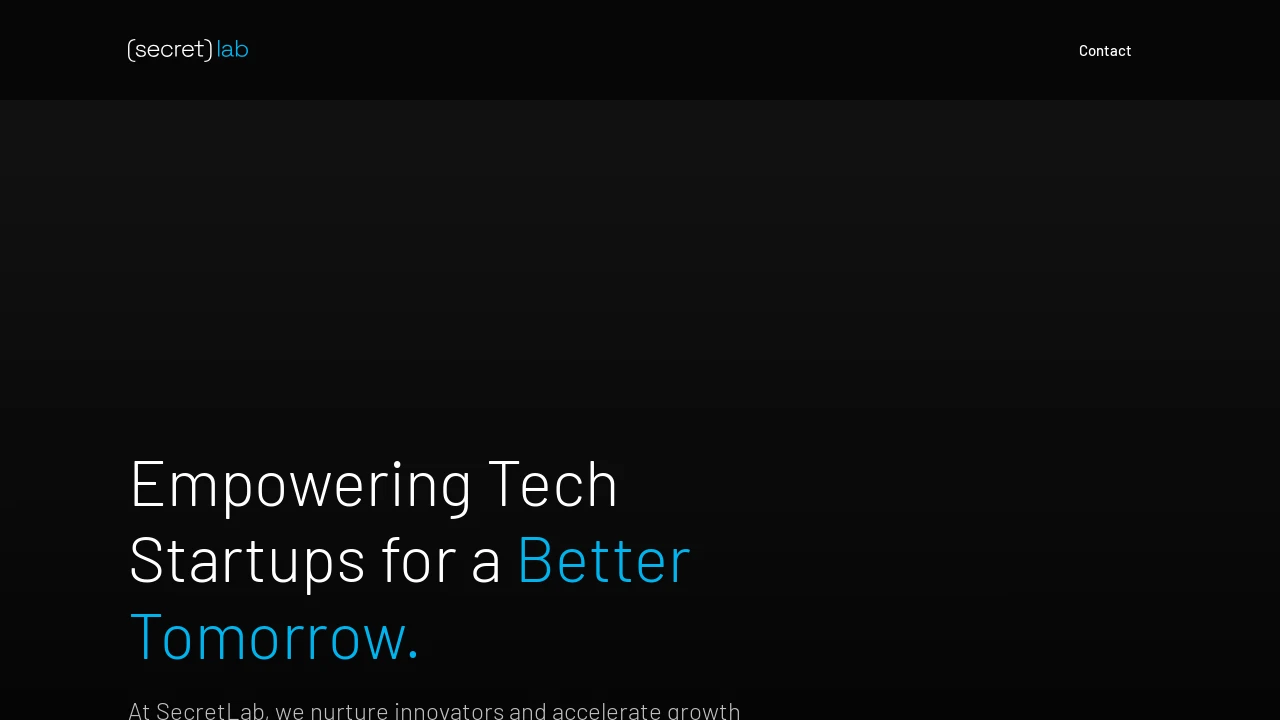 (secret) lab
Contact
Empowering Tech
Startups for a Better
Tomorrow.
At SecretLab, we nurture innovators and accelerate growth